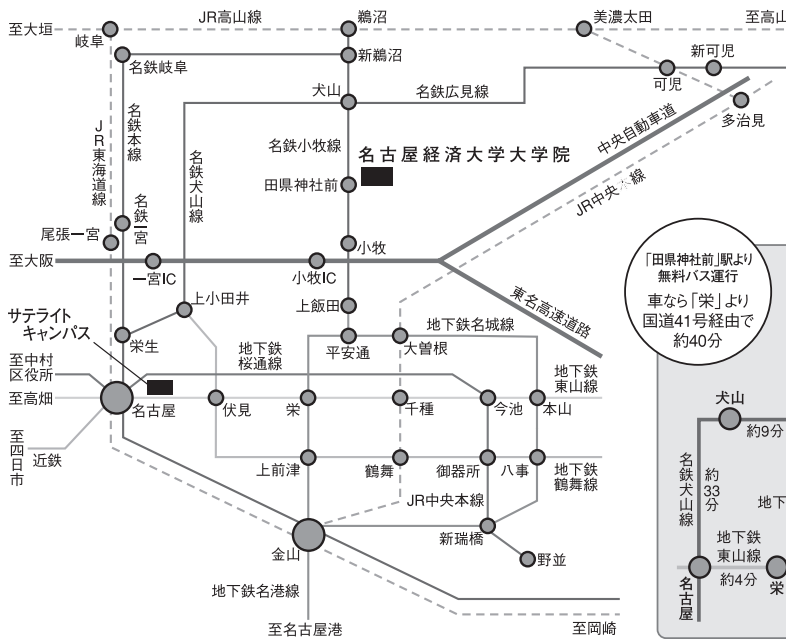 至大垣
岐阜
JR高山線
鵜沼
美濃太田
至高山
名鉄岐阜
新鵜沼
新可児
可児
犬山
名鉄広見線
多治見
名鉄本線
JR東海道線
名鉄犬山線
名鉄小牧線
名古屋経済大学大学院
田県神社前
中央自動車道
JR中央本線
名鉄一宮
尾張一宮
小牧
至大阪
一宮IC
小牧IC
上小田井
上飯田
東名高速道路
「田県神社前」駅より
無料バス運行
車なら「栄」より
国道41号経由で
約40分
サテライト
キャンパス
栄生
平安通
大曽根
地下鉄名城線
地下鉄
桜通線
至中村
区役所
至高畑
名古屋
伏見
栄
千種
今池
本山
地下鉄
東山線
至四日市
近鉄
上前津
鶴舞
御器所
八事
地下鉄
鶴舞線
JR中央本線
新瑞橋
金山
野並
地下鉄名港線
至名古屋港
至岡崎
犬山
約9分
名鉄犬山線
約33分
地下
地下鉄
東山線
約4分
名古屋
栄